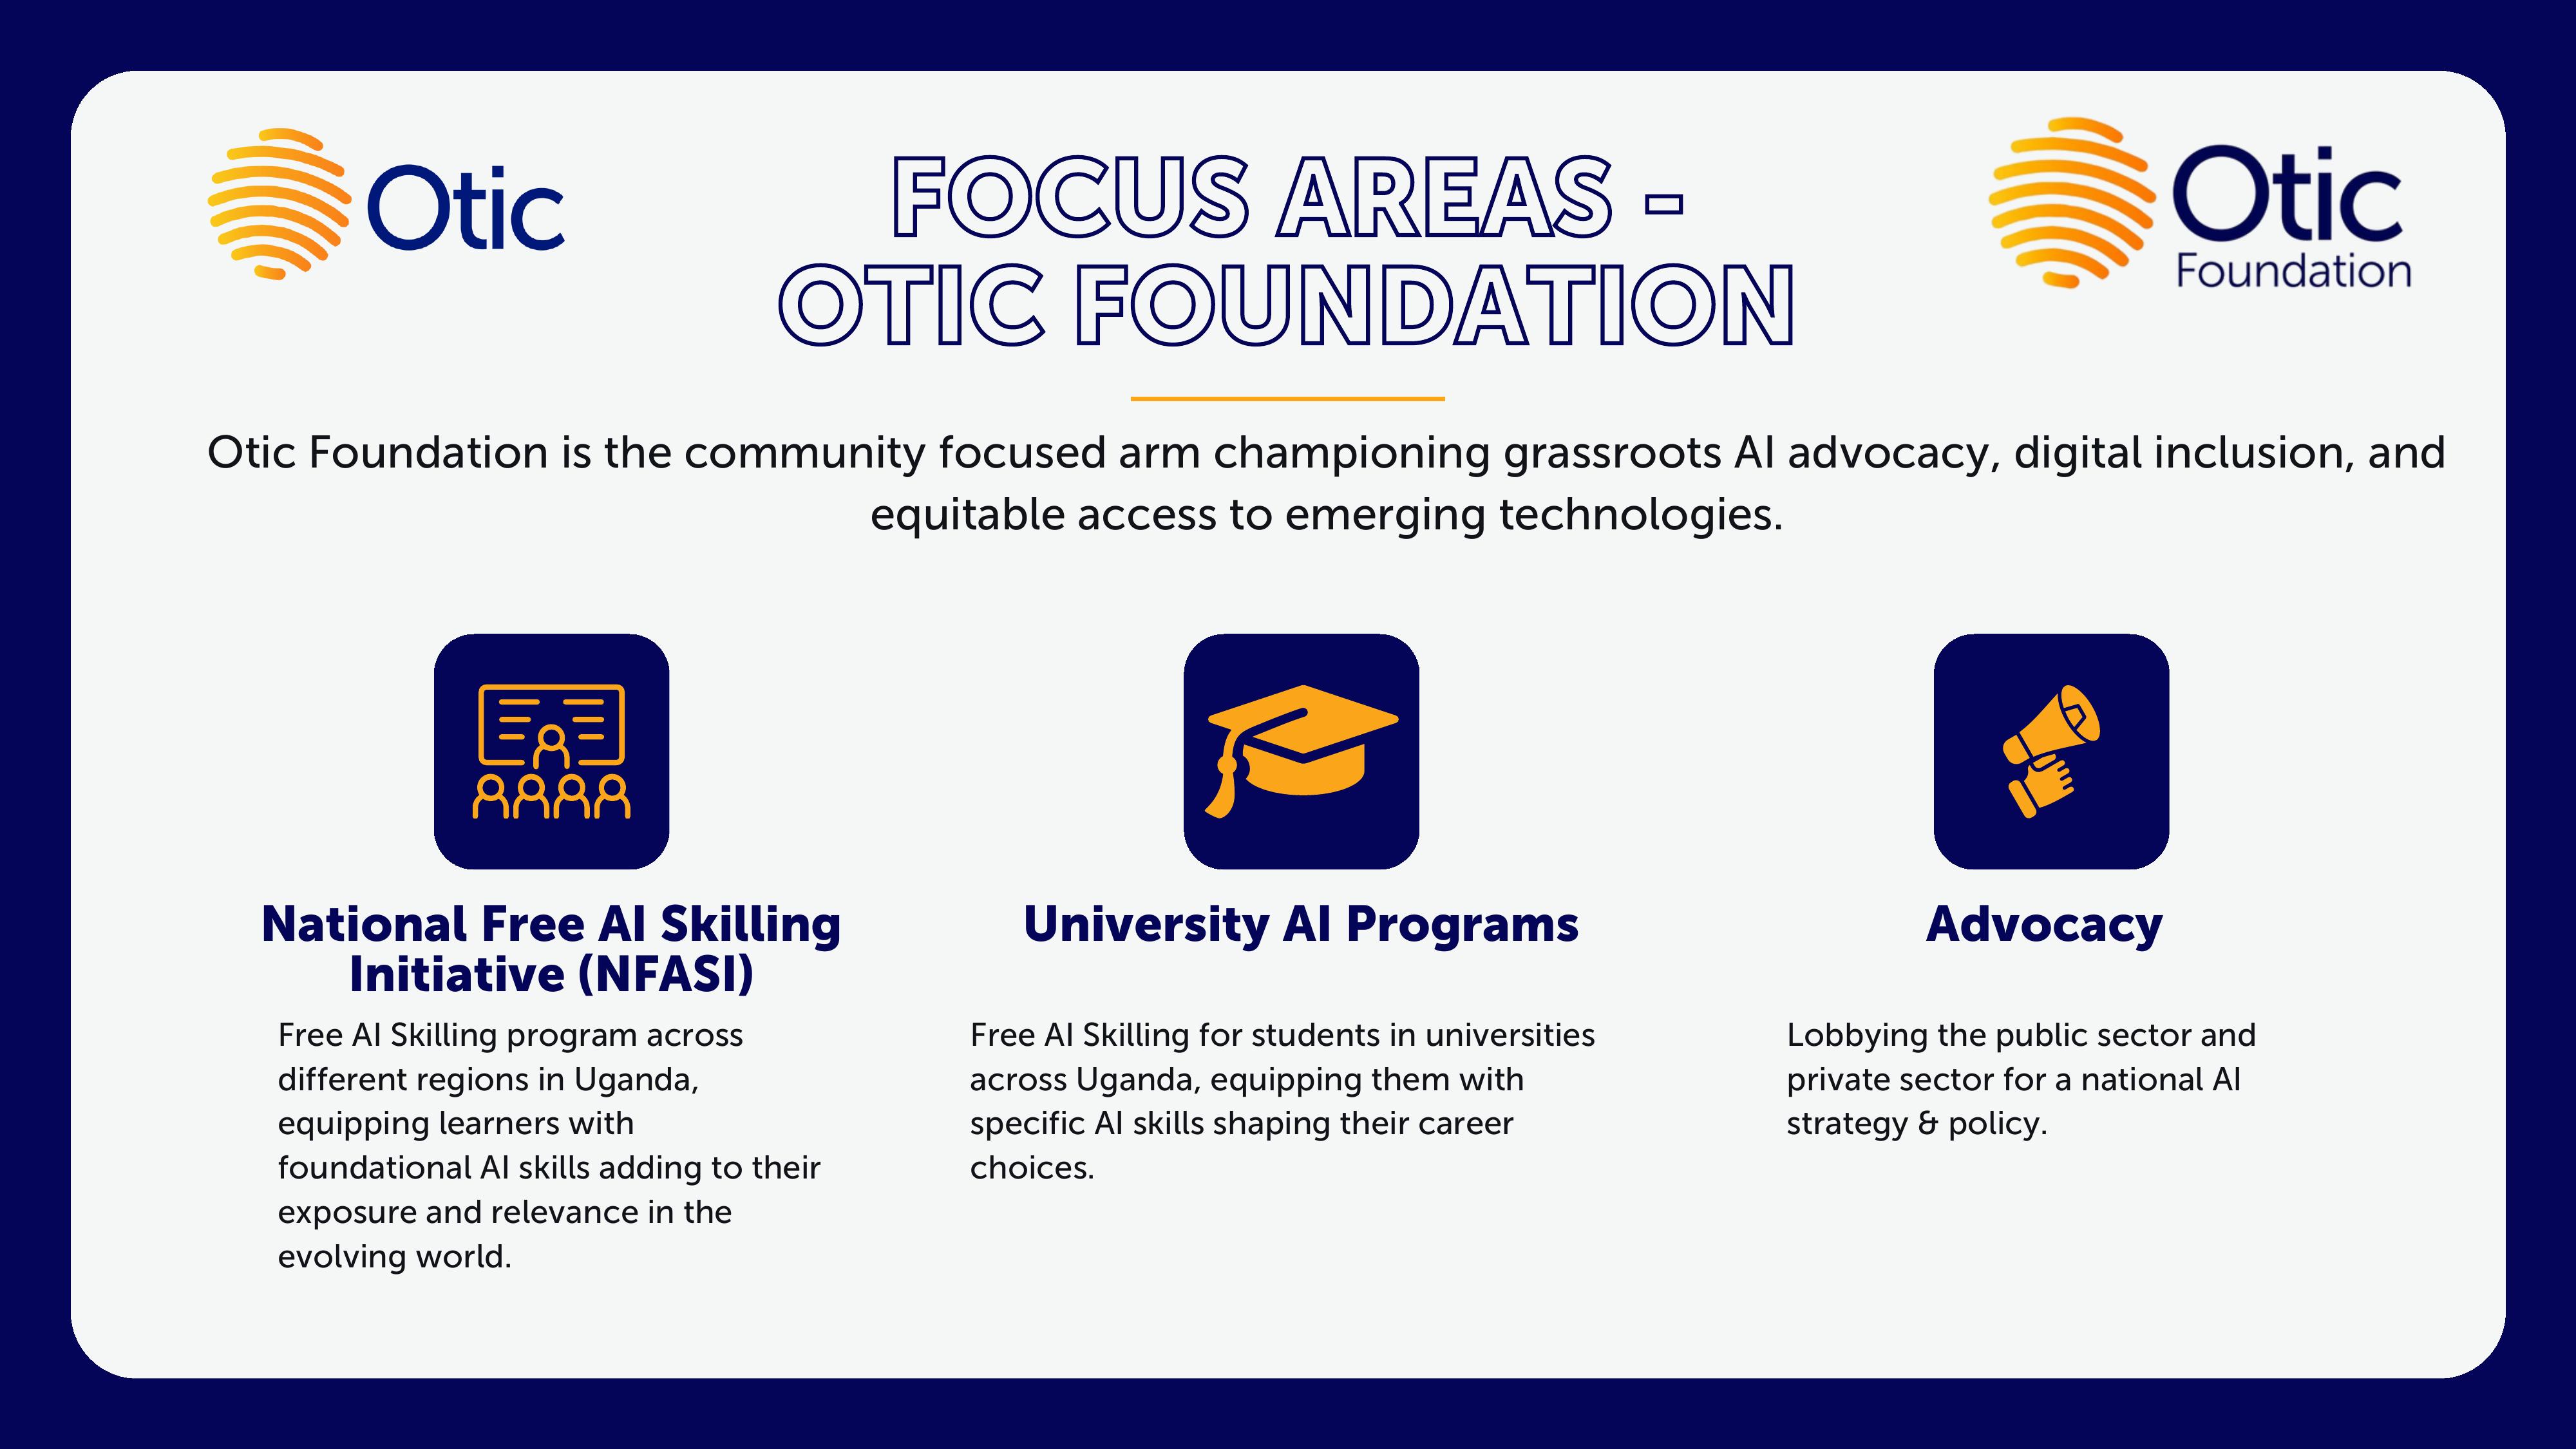 Otic
FOCUS AREAS -
OTIC FOUNDATION
Otic
Foundation
Otic Foundation is the community focused arm championing grassroots AI advocacy, digital inclusion, and
equitable access to emerging technologies.
National Free AI Skilling
Initiative (NFASI)
Free AI Skilling program across
different regions in Uganda,
equipping learners with
foundational AI skills adding to their
exposure and relevance in the
evolving world.
University AI Programs
Free AI Skilling for students in universities
across Uganda, equipping them with
specific AI skills shaping their career
choices.
Advocacy
Lobbying the public sector and
private sector for a national AI
strategy & policy.